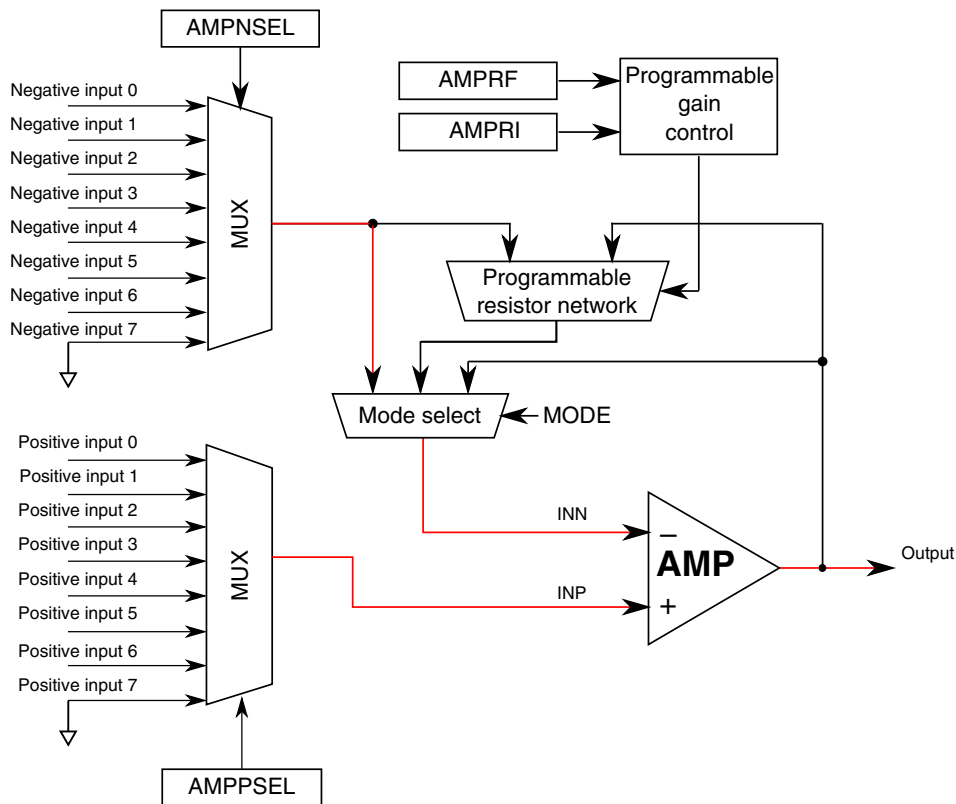 AMPNSEL
AMPRF
AMPRI
Programmable
gain
control
Negative input 0
Negative input 1
Negative input 2
Negative input 3
Negative input 4
Negative input 5
Negative input 6
Negative input 7
MUX
Programmable
resistor network
Mode select
MODE
Positive input 0
Positive input 1
Positive input 2
Positive input 3
Positive input 4
Positive input 5
Positive input 6
Positive input 7
MUX
INN
INP
−
AMP
+
Output
AMPPSEL